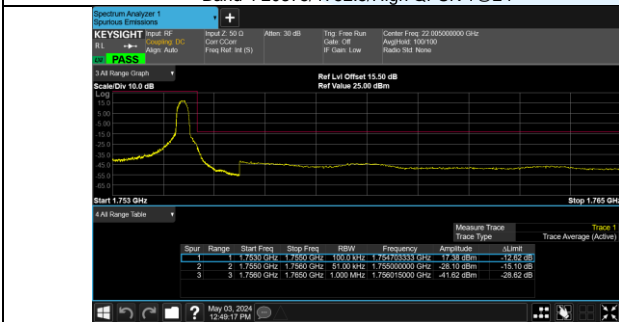 Spectrum Analyzer 1
Spurious Emissions
+
KEYSIGHT Input: RF Input Z: 50 Ω Atten: 30 dB Trig: Free Run Center Freq: 22.005000000 GHz
R L Coupling: DC Corr CCorr Gate: Off Avg|Hold: 100/100
Align: Auto Freq Ref: Int (S) IF Gain: Low Radio Std: None
PASS
3 All Range Graph
Ref Lvl Offset 15.50 dB
Scale/Div 10.0 dB Ref Value 25.00 dBm
Log
15.0
5.00
-5.00
-15.0
-25.0
-35.0
-45.0
-55.0
-65.0
Start 1.753 GHz Stop 1.765 GHz
4 All Range Table
Measure Trace Trace 1
Trace Type Trace Average (Active)
Spur Range Start Freq Stop Freq RBW Frequency Amplitude ΔLimit
1 1 1.7530 GHz 1.7550 GHz 100.0 kHz 1.754703333 GHz 17.38 dBm -12.62 dB
2 2 1.7550 GHz 1.7560 GHz 51.00 kHz 1.755000000 GHz -28.10 dBm -15.10 dB
3 3 1.7560 GHz 1.7650 GHz 1.000 MHz 1.756015000 GHz -41.62 dBm -28.62 dB
?
May 03, 2024
12:49:17 PM